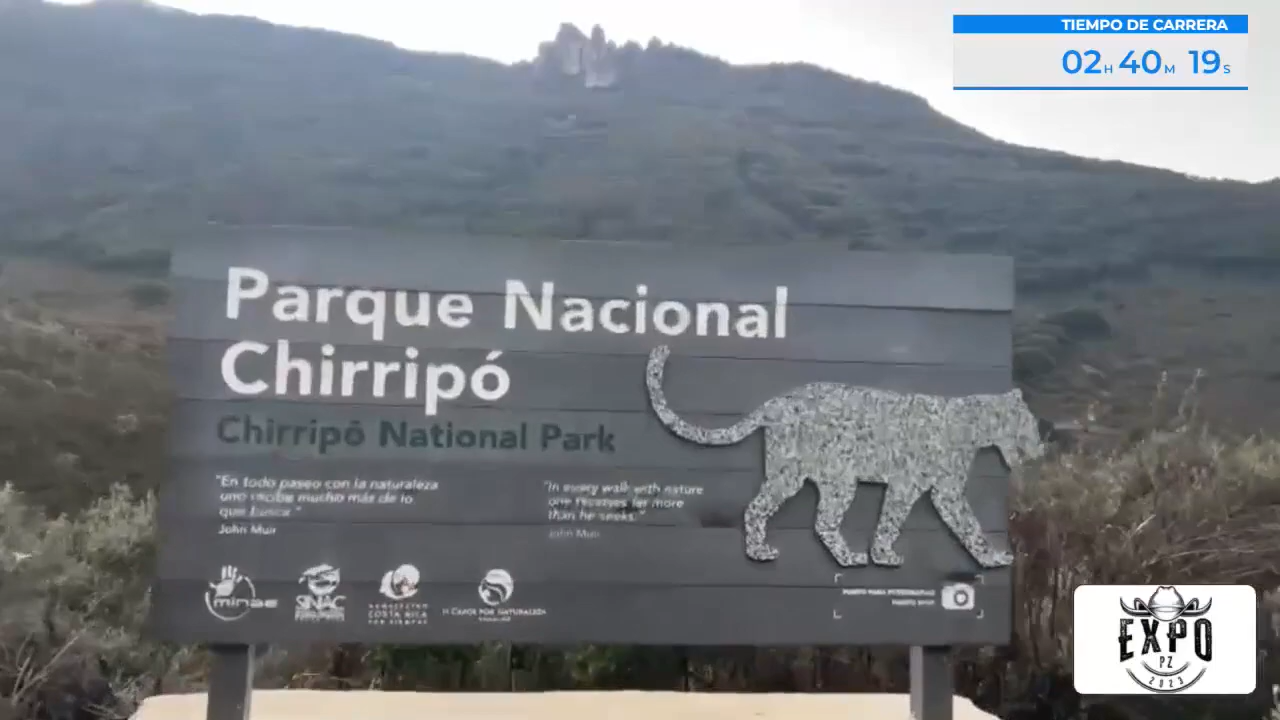 TIEMPO DE CARRERA
02H 40M 19S
Parque Nacional
Chirripó
Chirripó National Park
"En todo paseo con la naturaleza
uno recibe mucho más de lo
que busca."
John Muir
"In every walk with nature
one receives far more
than he seeks."
John Muir
minae
SINAC
COSTA RICA
EXPO
PZ
2023